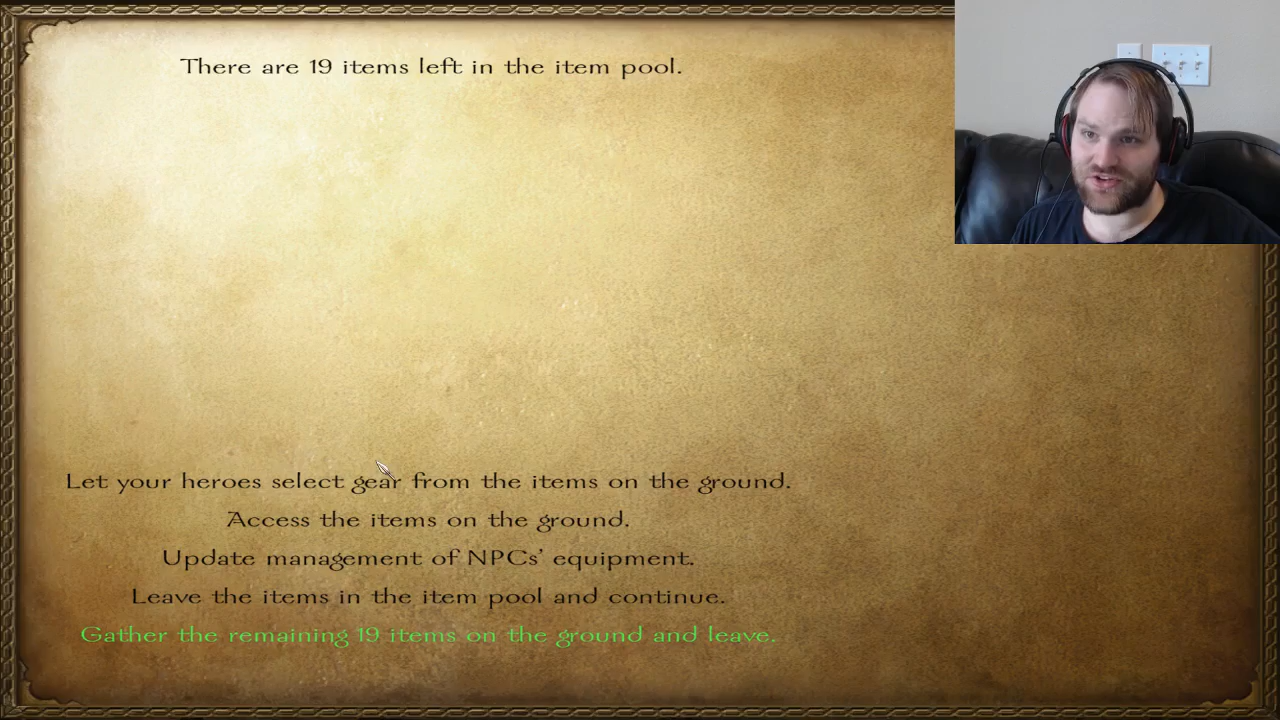 There are 19 items left in the item pool.
Let your heroes select gear from the items on the ground.
Access the items on the ground.
Update management of NPCs' equipment.
Leave the items in the item pool and continue.
Gather the remaining 19 items on the ground and leave.